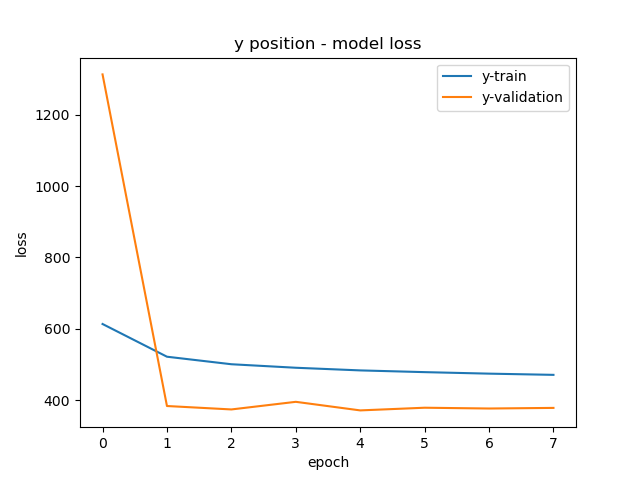 y position - model loss
y-train
y-validation
1200
1000
800
600
400
loss
0 1 2 3 4 5 6 7
epoch